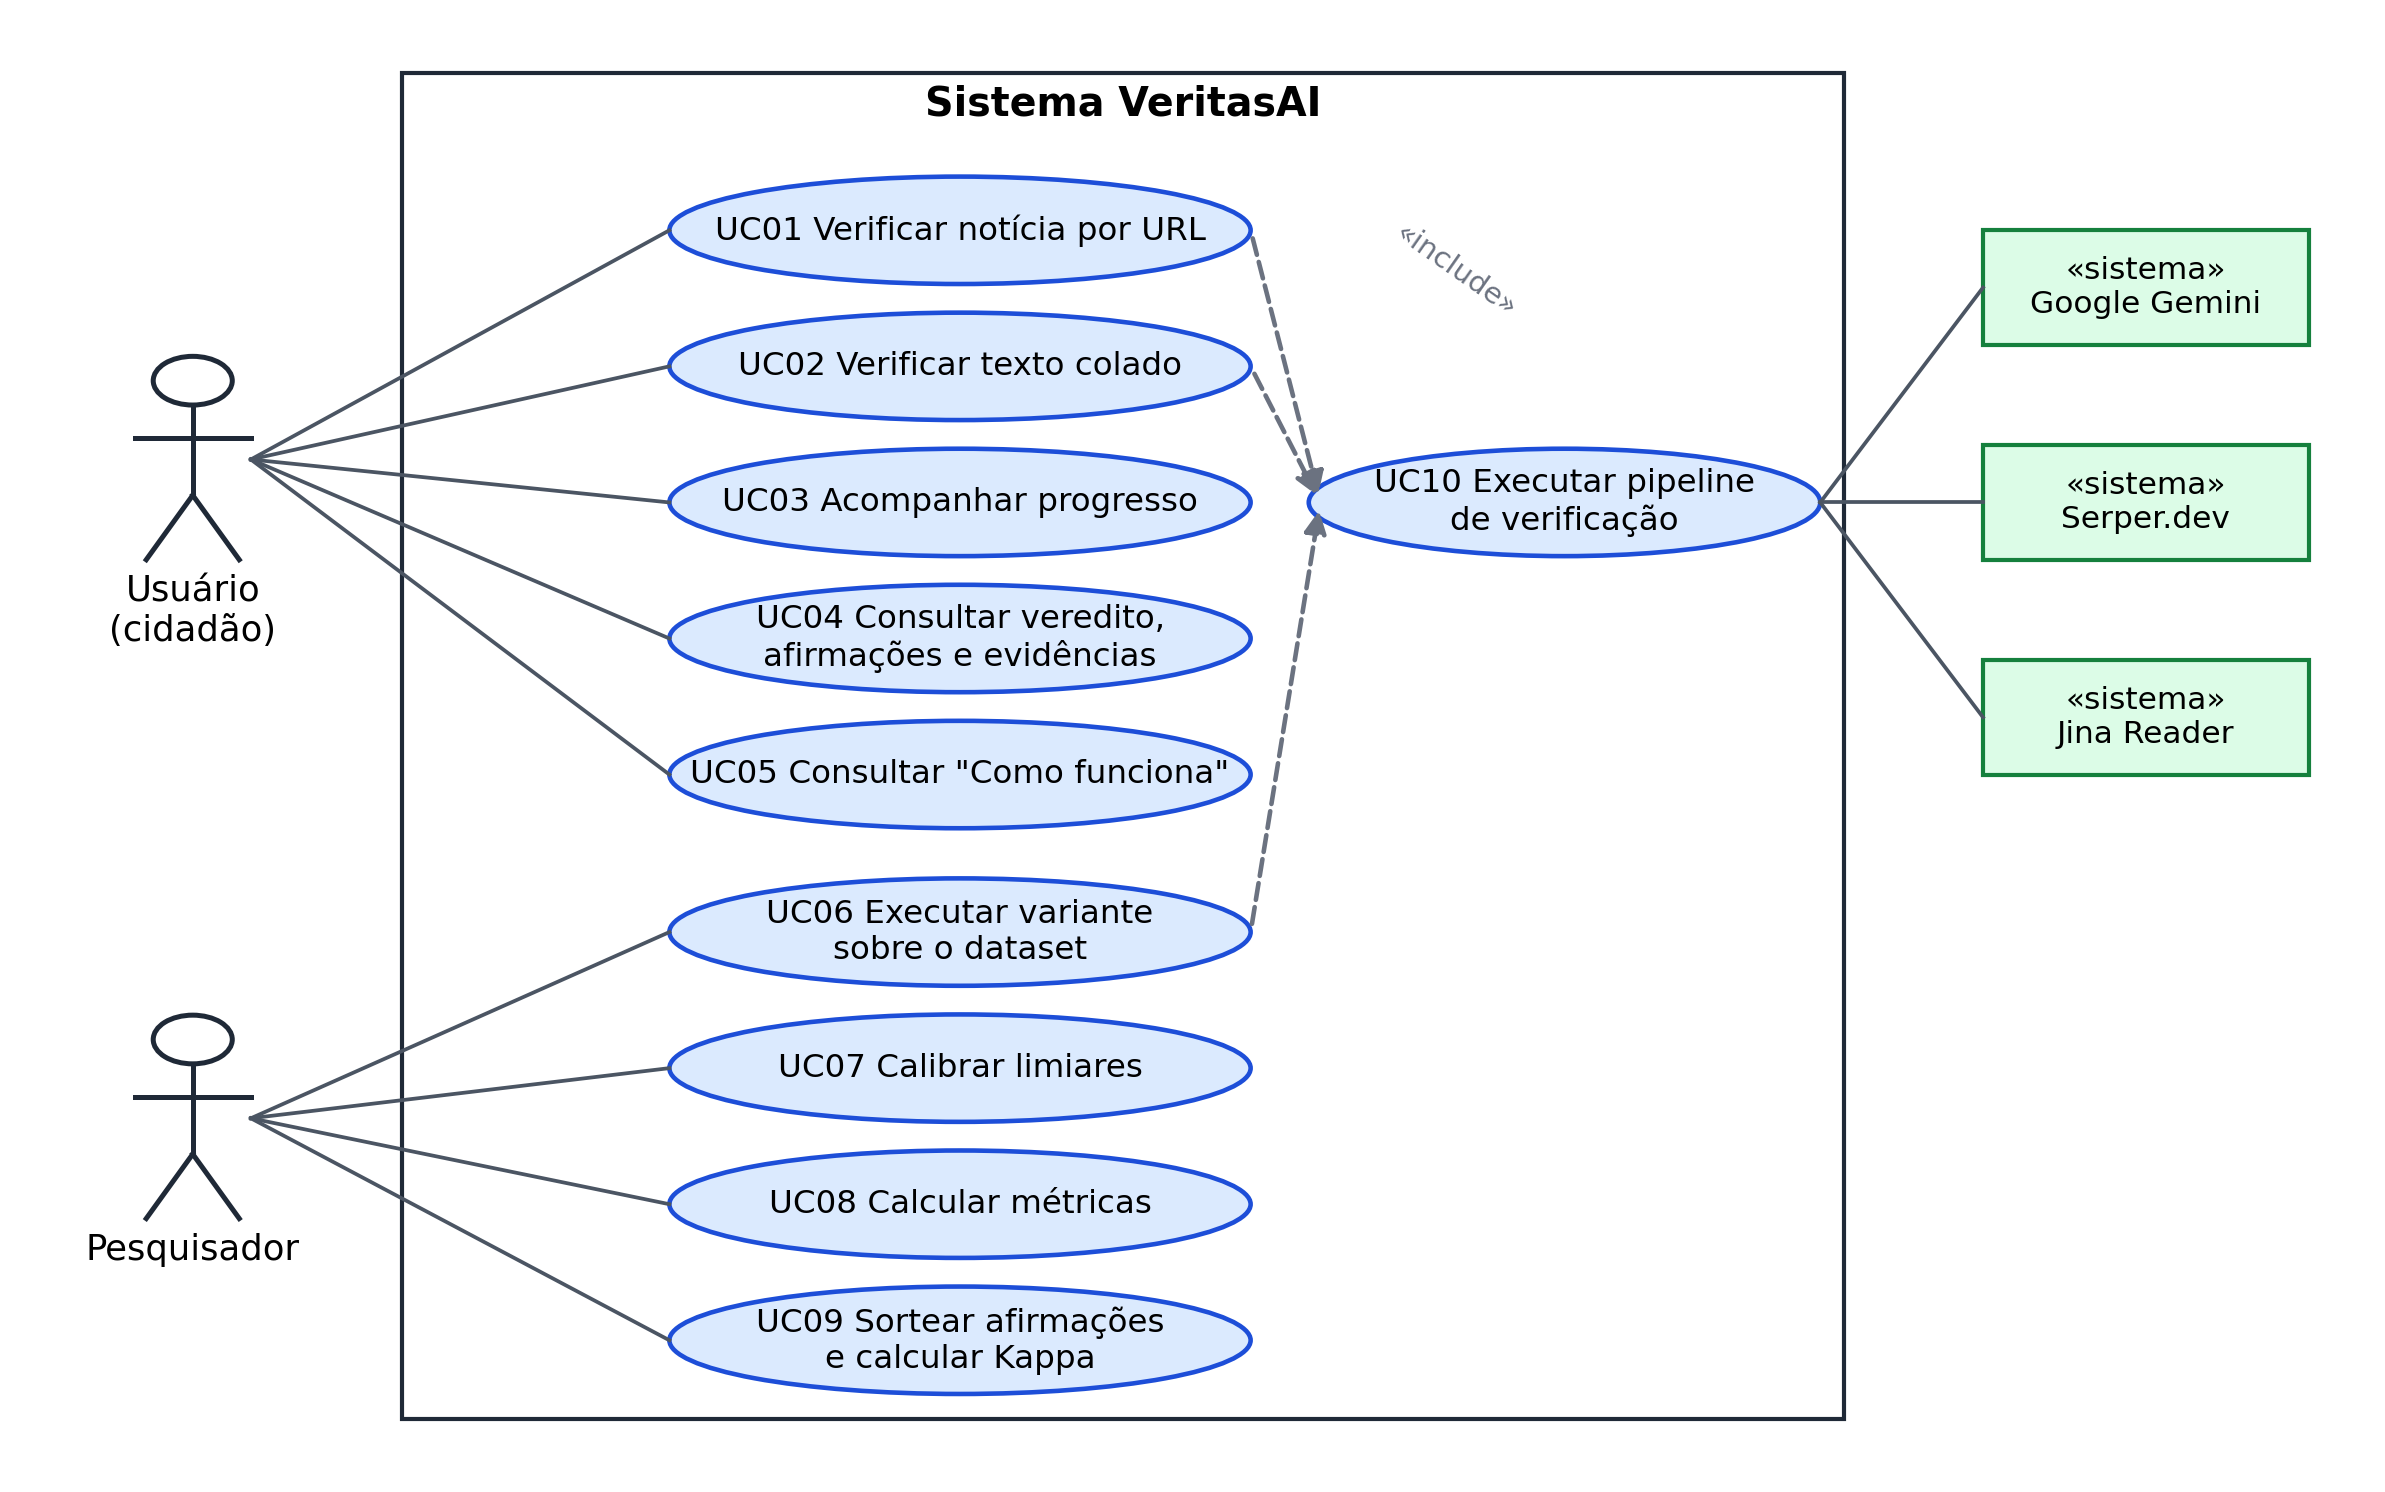 Sistema VeritasAI
UC01 Verificar notícia por URL
«include»
UC02 Verificar texto colado
UC03 Acompanhar progresso
UC04 Consultar veredito,
afirmações e evidências
UC05 Consultar "Como funciona"
UC06 Executar variante
sobre o dataset
UC07 Calibrar limiares
UC08 Calcular métricas
UC09 Sortear afirmações
e calcular Kappa
UC10 Executar pipeline
de verificação
Usuário
(cidadão)
Pesquisador
«sistema»
Google Gemini
«sistema»
Serper.dev
«sistema»
Jina Reader